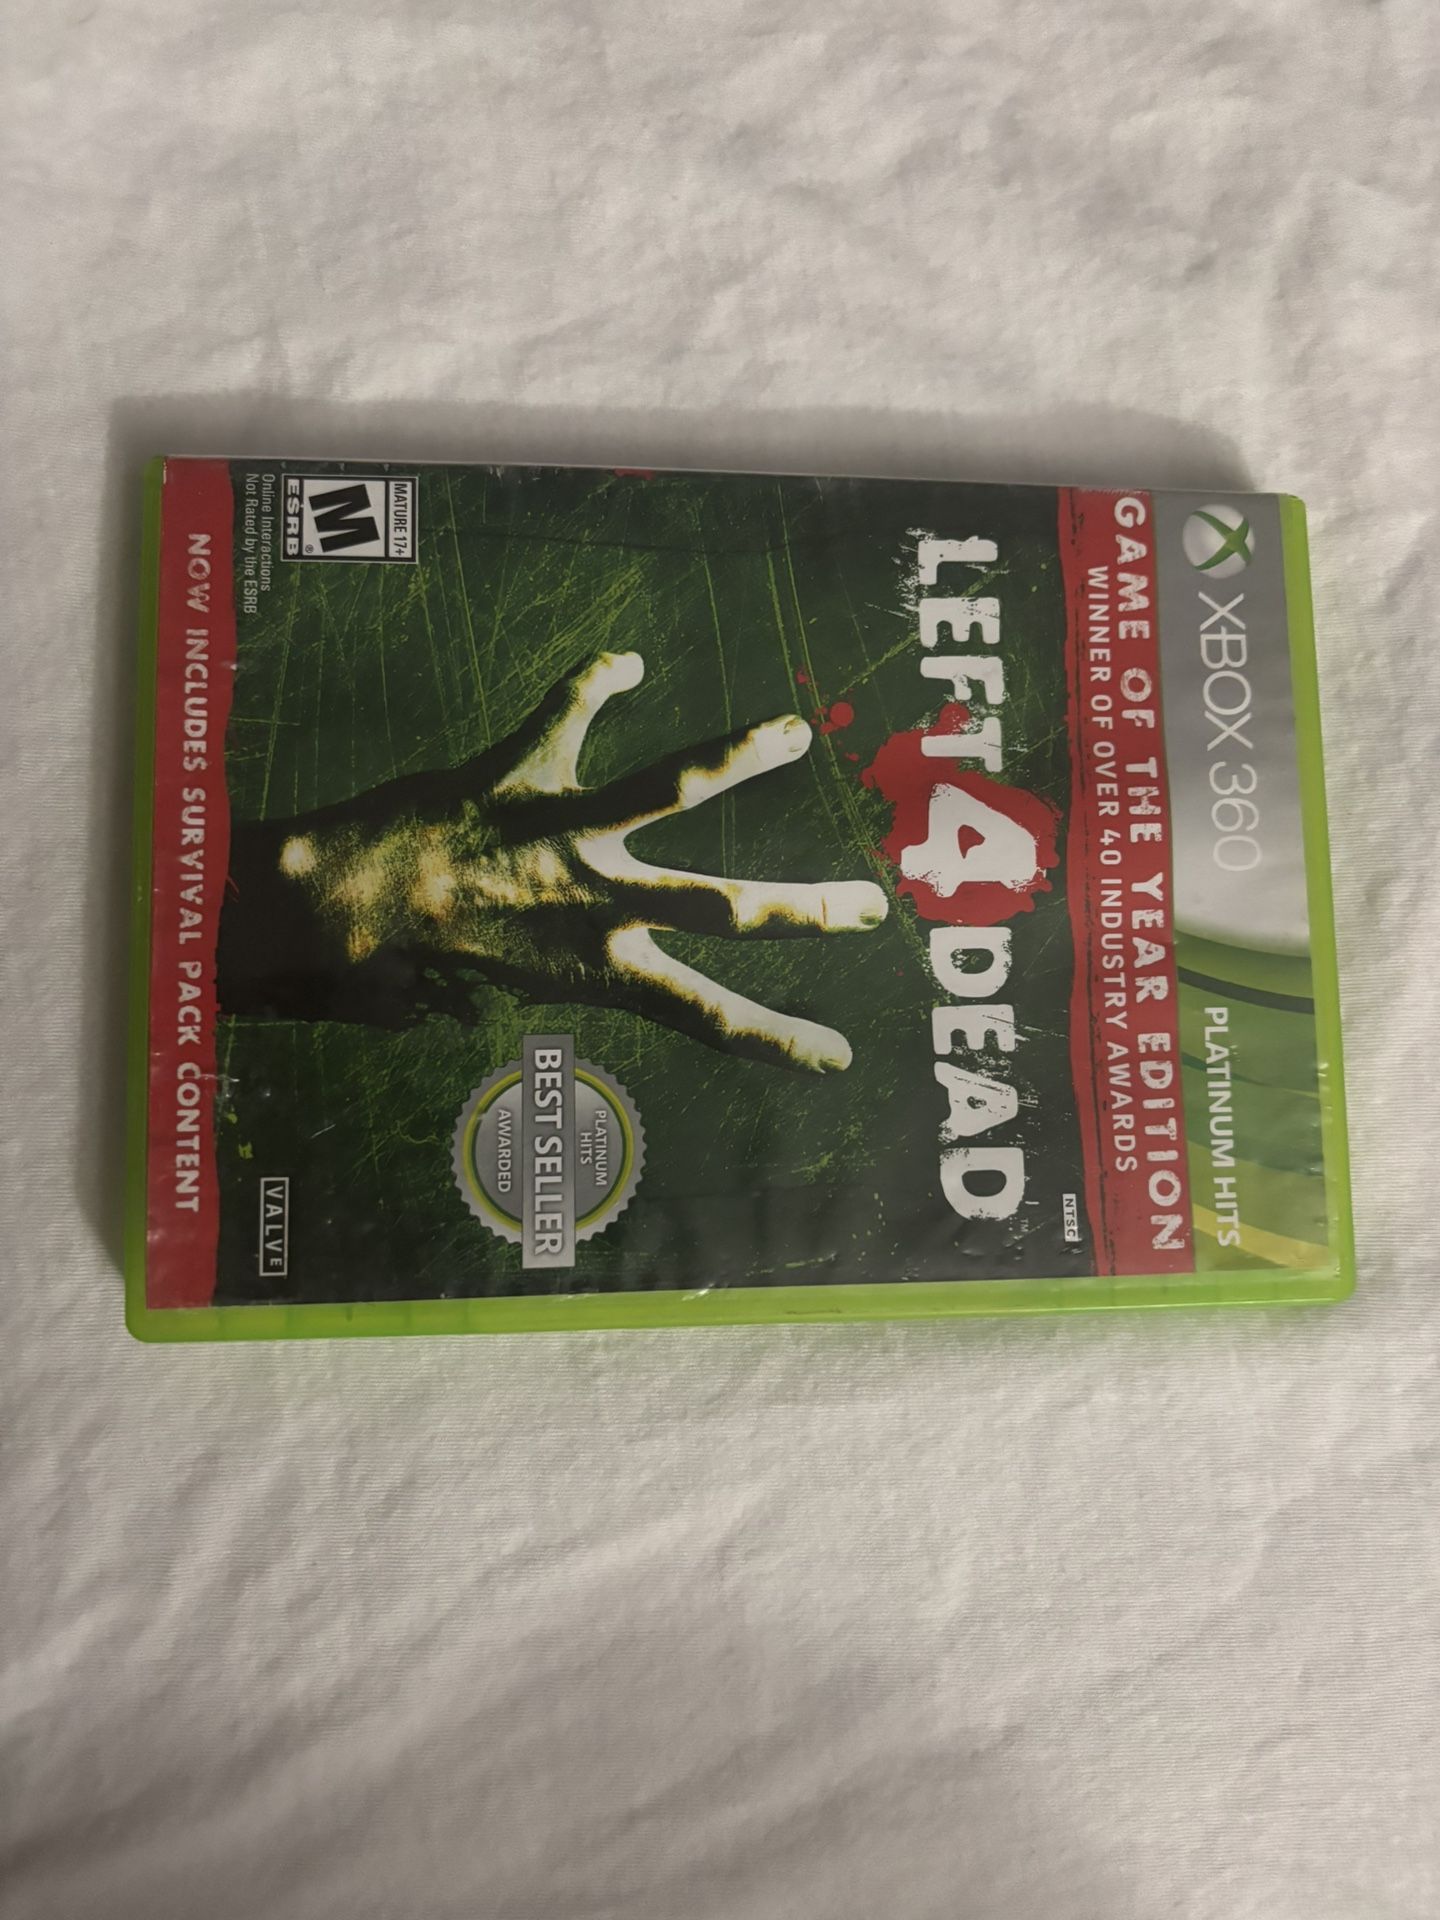 XBOX 360
PLATINUM HITS
GAME OF THE YEAR EDITION
WINNER OF OVER 40 INDUSTRY AWARDS
NTSC
LEFT 4 DEAD™
PLATINUM
HITS
BEST SELLER
AWARDED
MATURE 17+
M
ESRB®
Online Interactions
Not Rated by the ESRB
VALVE
NOW INCLUDES SURVIVAL PACK CONTENT